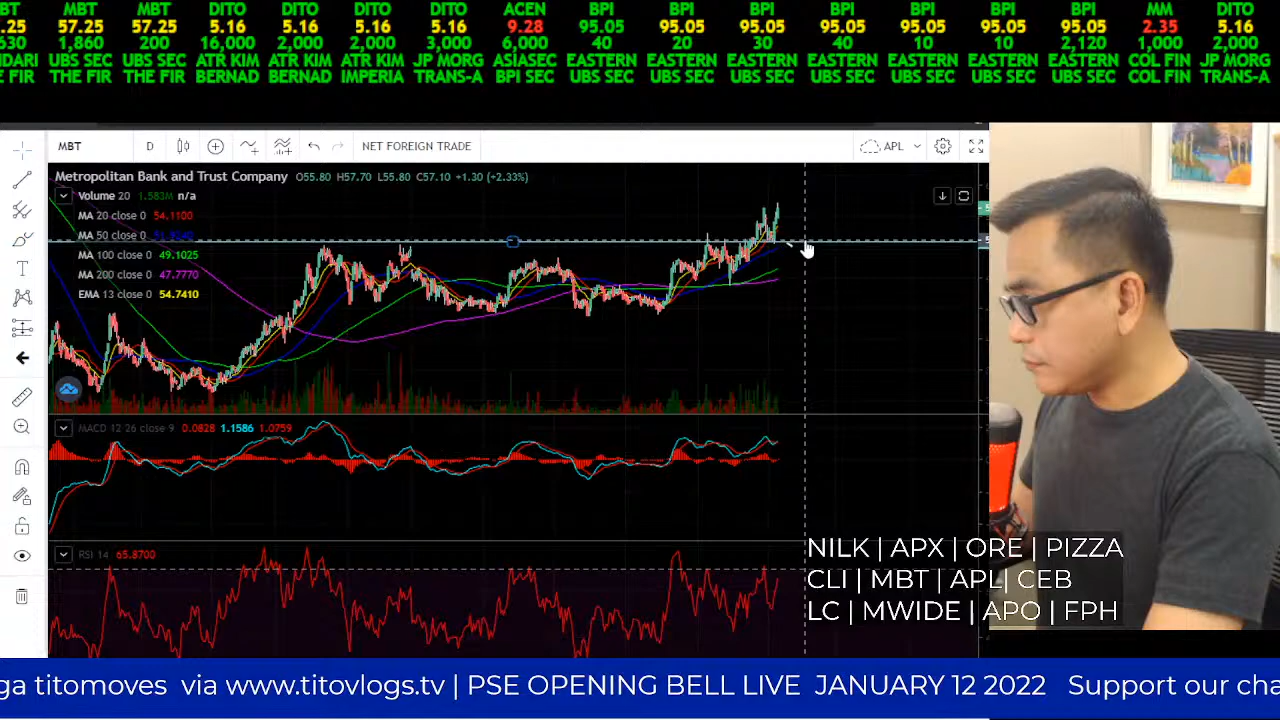 BT MBT MBT DITO DITO DITO DITO ACEN BPI BPI BPI BPI BPI BPI BPI MM DITO
.25 57.25 57.25 5.16 5.16 5.16 5.16 9.28 95.05 95.05 95.05 95.05 95.05 95.05 95.05 2.35 5.16
630 1,860 200 16,000 2,000 2,000 3,000 6,000 40 20 30 40 10 10 2,120 1,000 2,000
DARI UBS SEC UBS SEC ATR KIM ATR KIM ATR KIM JP MORG ASIASEC EASTERN EASTERN EASTERN EASTERN EASTERN EASTERN EASTERN COL FIN JP MORG
E FIR THE FIR THE FIR BERNAD BERNAD IMPERIA TRANS-A BPI SEC UBS SEC UBS SEC UBS SEC UBS SEC UBS SEC UBS SEC UBS SEC COL FIN TRANS-A
MBT D NET FOREIGN TRADE APL
Metropolitan Bank and Trust Company O55.80 H57.70 L55.80 C57.10 +1.30 (+2.33%)
Volume 20 1.583M n/a
MA 20 close 0 54.1100
MA 50 close 0
MA 100 close 0 49.1025
MA 200 close 0 47.7770
EMA 13 close 0 54.7410
MACD 12 26 close 9 0.0828 1.1586 1.0759
RSI 14 65.8700
NILK | APX | ORE | PIZZA
CLI | MBT | APL| CEB
LC | MWIDE | APO | FPH
ga titomoves via www.titovlogs.tv | PSE OPENING BELL LIVE JANUARY 12 2022 Support our cha